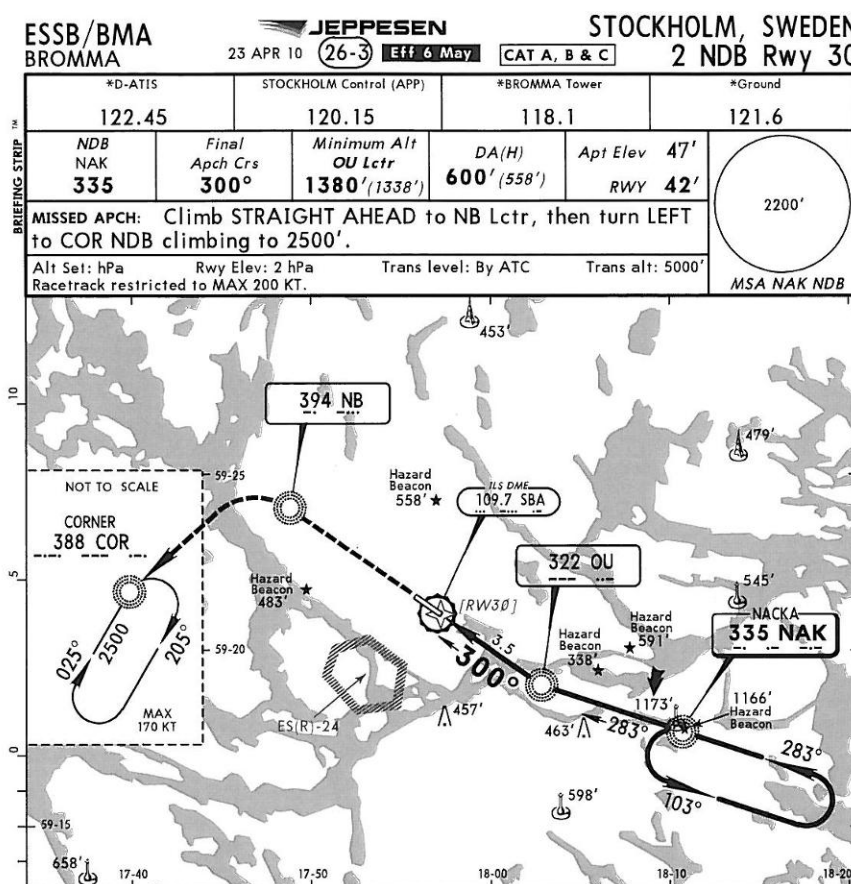 ESSB/BMA
BROMMA
JEPPESEN
23 APR 10 26-3 Eff 6 May CAT A, B & C
STOCKHOLM, SWEDEN
2 NDB Rwy 30
BRIEFING STRIP ™
*D-ATIS
122.45
STOCKHOLM Control (APP)
120.15
*BROMMA Tower
118.1
*Ground
121.6
NDB
NAK
335
Final
Apch Crs
300°
Minimum Alt
OU Lctr
1380' (1338')
DA(H)
600' (558')
Apt Elev 47'
RWY 42'
2200'
MSA NAK NDB
MISSED APCH: Climb STRAIGHT AHEAD to NB Lctr, then turn LEFT
to COR NDB climbing to 2500'.
Alt Set: hPa Rwy Elev: 2 hPa Trans level: By ATC Trans alt: 5000'
Racetrack restricted to MAX 200 KT.
453'
10
394 NB
479'
59-25
NOT TO SCALE
Hazard
Beacon
558'
ILS DME
109.7 SBA
CORNER
388 COR
322 OU
5
Hazard
Beacon
483'
[RW30]
545'
Hazard
Beacon
591'
NACKA
335 NAK
Hazard
Beacon
338'
3.5
300°
59-20
025°
2500
205°
MAX
170 KT
ES(R)-24
457'
463'
283°
1173'
1166'
Hazard
Beacon
283°
103°
0
598'
59-15
658'
17-40
17-50
18-00
18-10
18-20